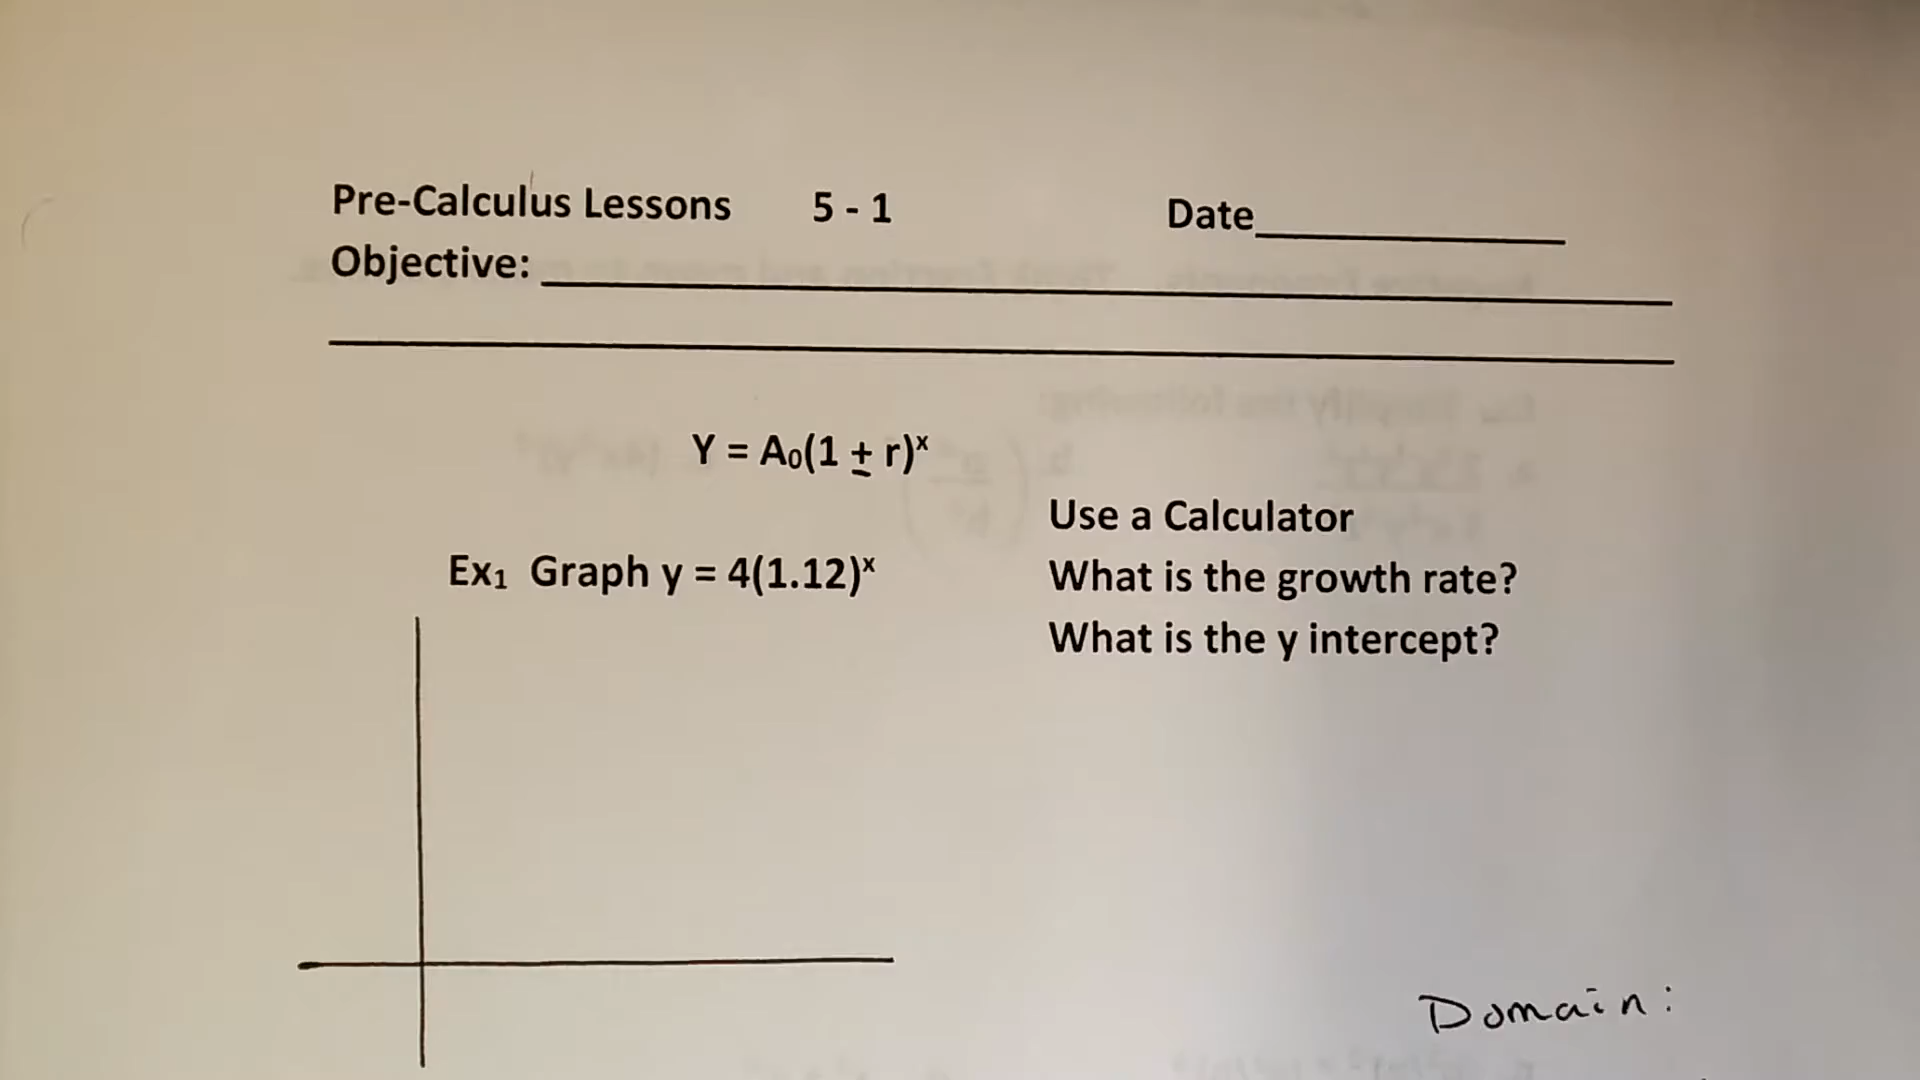 Pre-Calculus Lessons 5 - 1 Date
Objective:
Y = A₀(1 ± r)ˣ
Use a Calculator
Ex₁ Graph y = 4(1.12)ˣ
What is the growth rate?
What is the y intercept?
Domain: